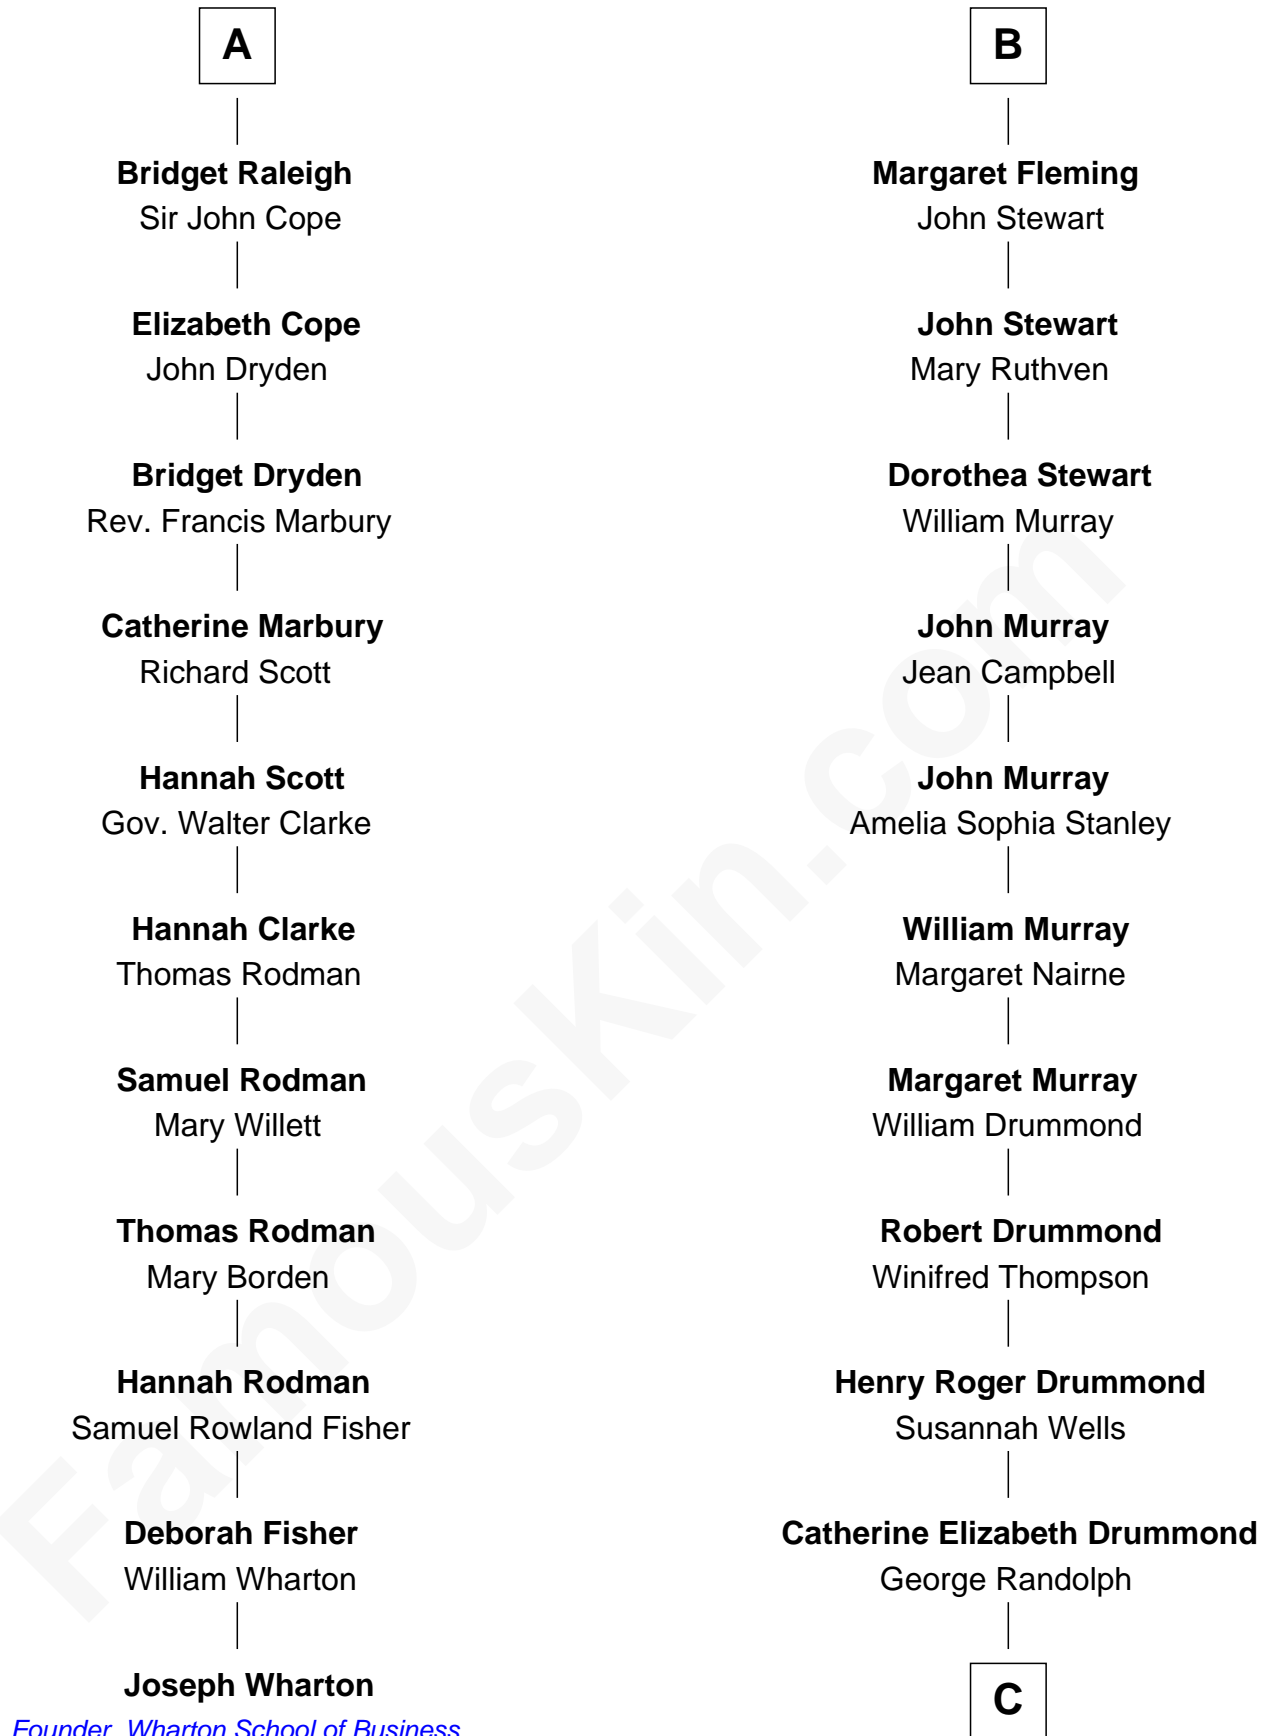 A
Bridget Raleigh
Sir John Cope
Elizabeth Cope
John Dryden
Bridget Dryden
Rev. Francis Marbury
Catherine Marbury
Richard Scott
Hannah Scott
Gov. Walter Clarke
Hannah Clarke
Thomas Rodman
Samuel Rodman
Mary Willett
Thomas Rodman
Mary Borden
Hannah Rodman
Samuel Rowland Fisher
Deborah Fisher
William Wharton
Joseph Wharton
Founder, Wharton School of Business
B
Margaret Fleming
John Stewart
John Stewart
Mary Ruthven
Dorothea Stewart
William Murray
John Murray
Jean Campbell
John Murray
Amelia Sophia Stanley
William Murray
Margaret Nairne
Margaret Murray
William Drummond
Robert Drummond
Winifred Thompson
Henry Roger Drummond
Susannah Wells
Catherine Elizabeth Drummond
George Randolph
C
FamousKin.com